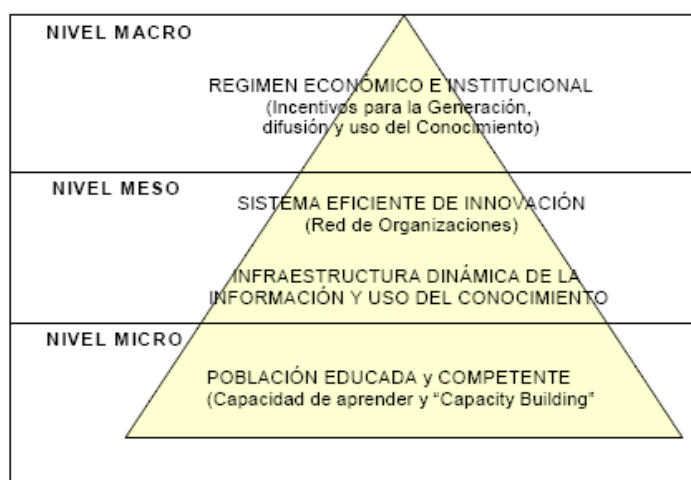 NIVEL MACRO
REGIMEN ECONÓMICO E INSTITUCIONAL
(Incentivos para la Generación,
difusión y uso del Conocimiento)
NIVEL MESO
SISTEMA EFICIENTE DE INNOVACIÓN
(Red de Organizaciones)
INFRAESTRUCTURA DINÁMICA DE LA
INFORMACIÓN Y USO DEL CONOCIMIENTO
NIVEL MICRO
POBLACIÓN EDUCADA y COMPETENTE
(Capacidad de aprender y “Capacity Building”